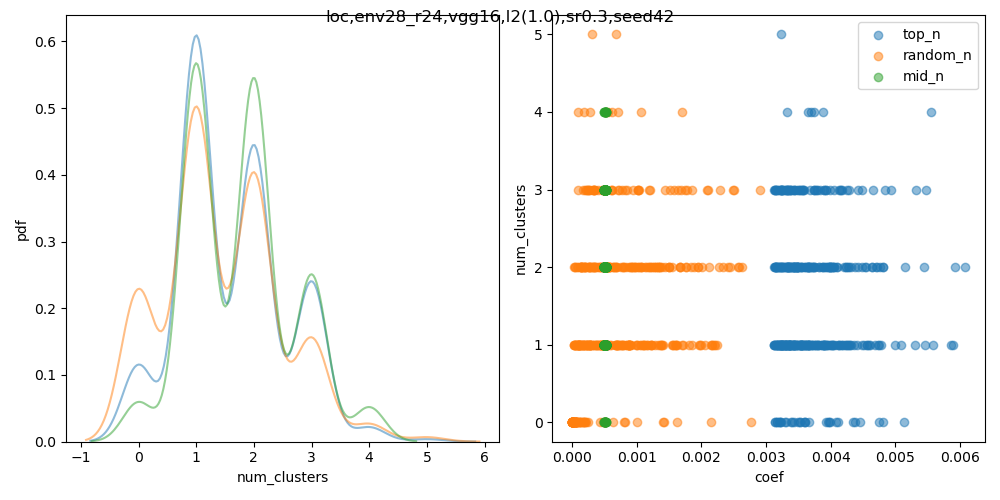 loc,env28_r24,vgg16,l2(1.0),sr0.3,seed42
pdf
0.6
0.5
0.4
0.3
0.2
0.1
0.0
−1 0 1 2 3 4 5 6
num_clusters
num_clusters
5
4
3
2
1
0
0.000 0.001 0.002 0.003 0.004 0.005 0.006
coef
top_n
random_n
mid_n